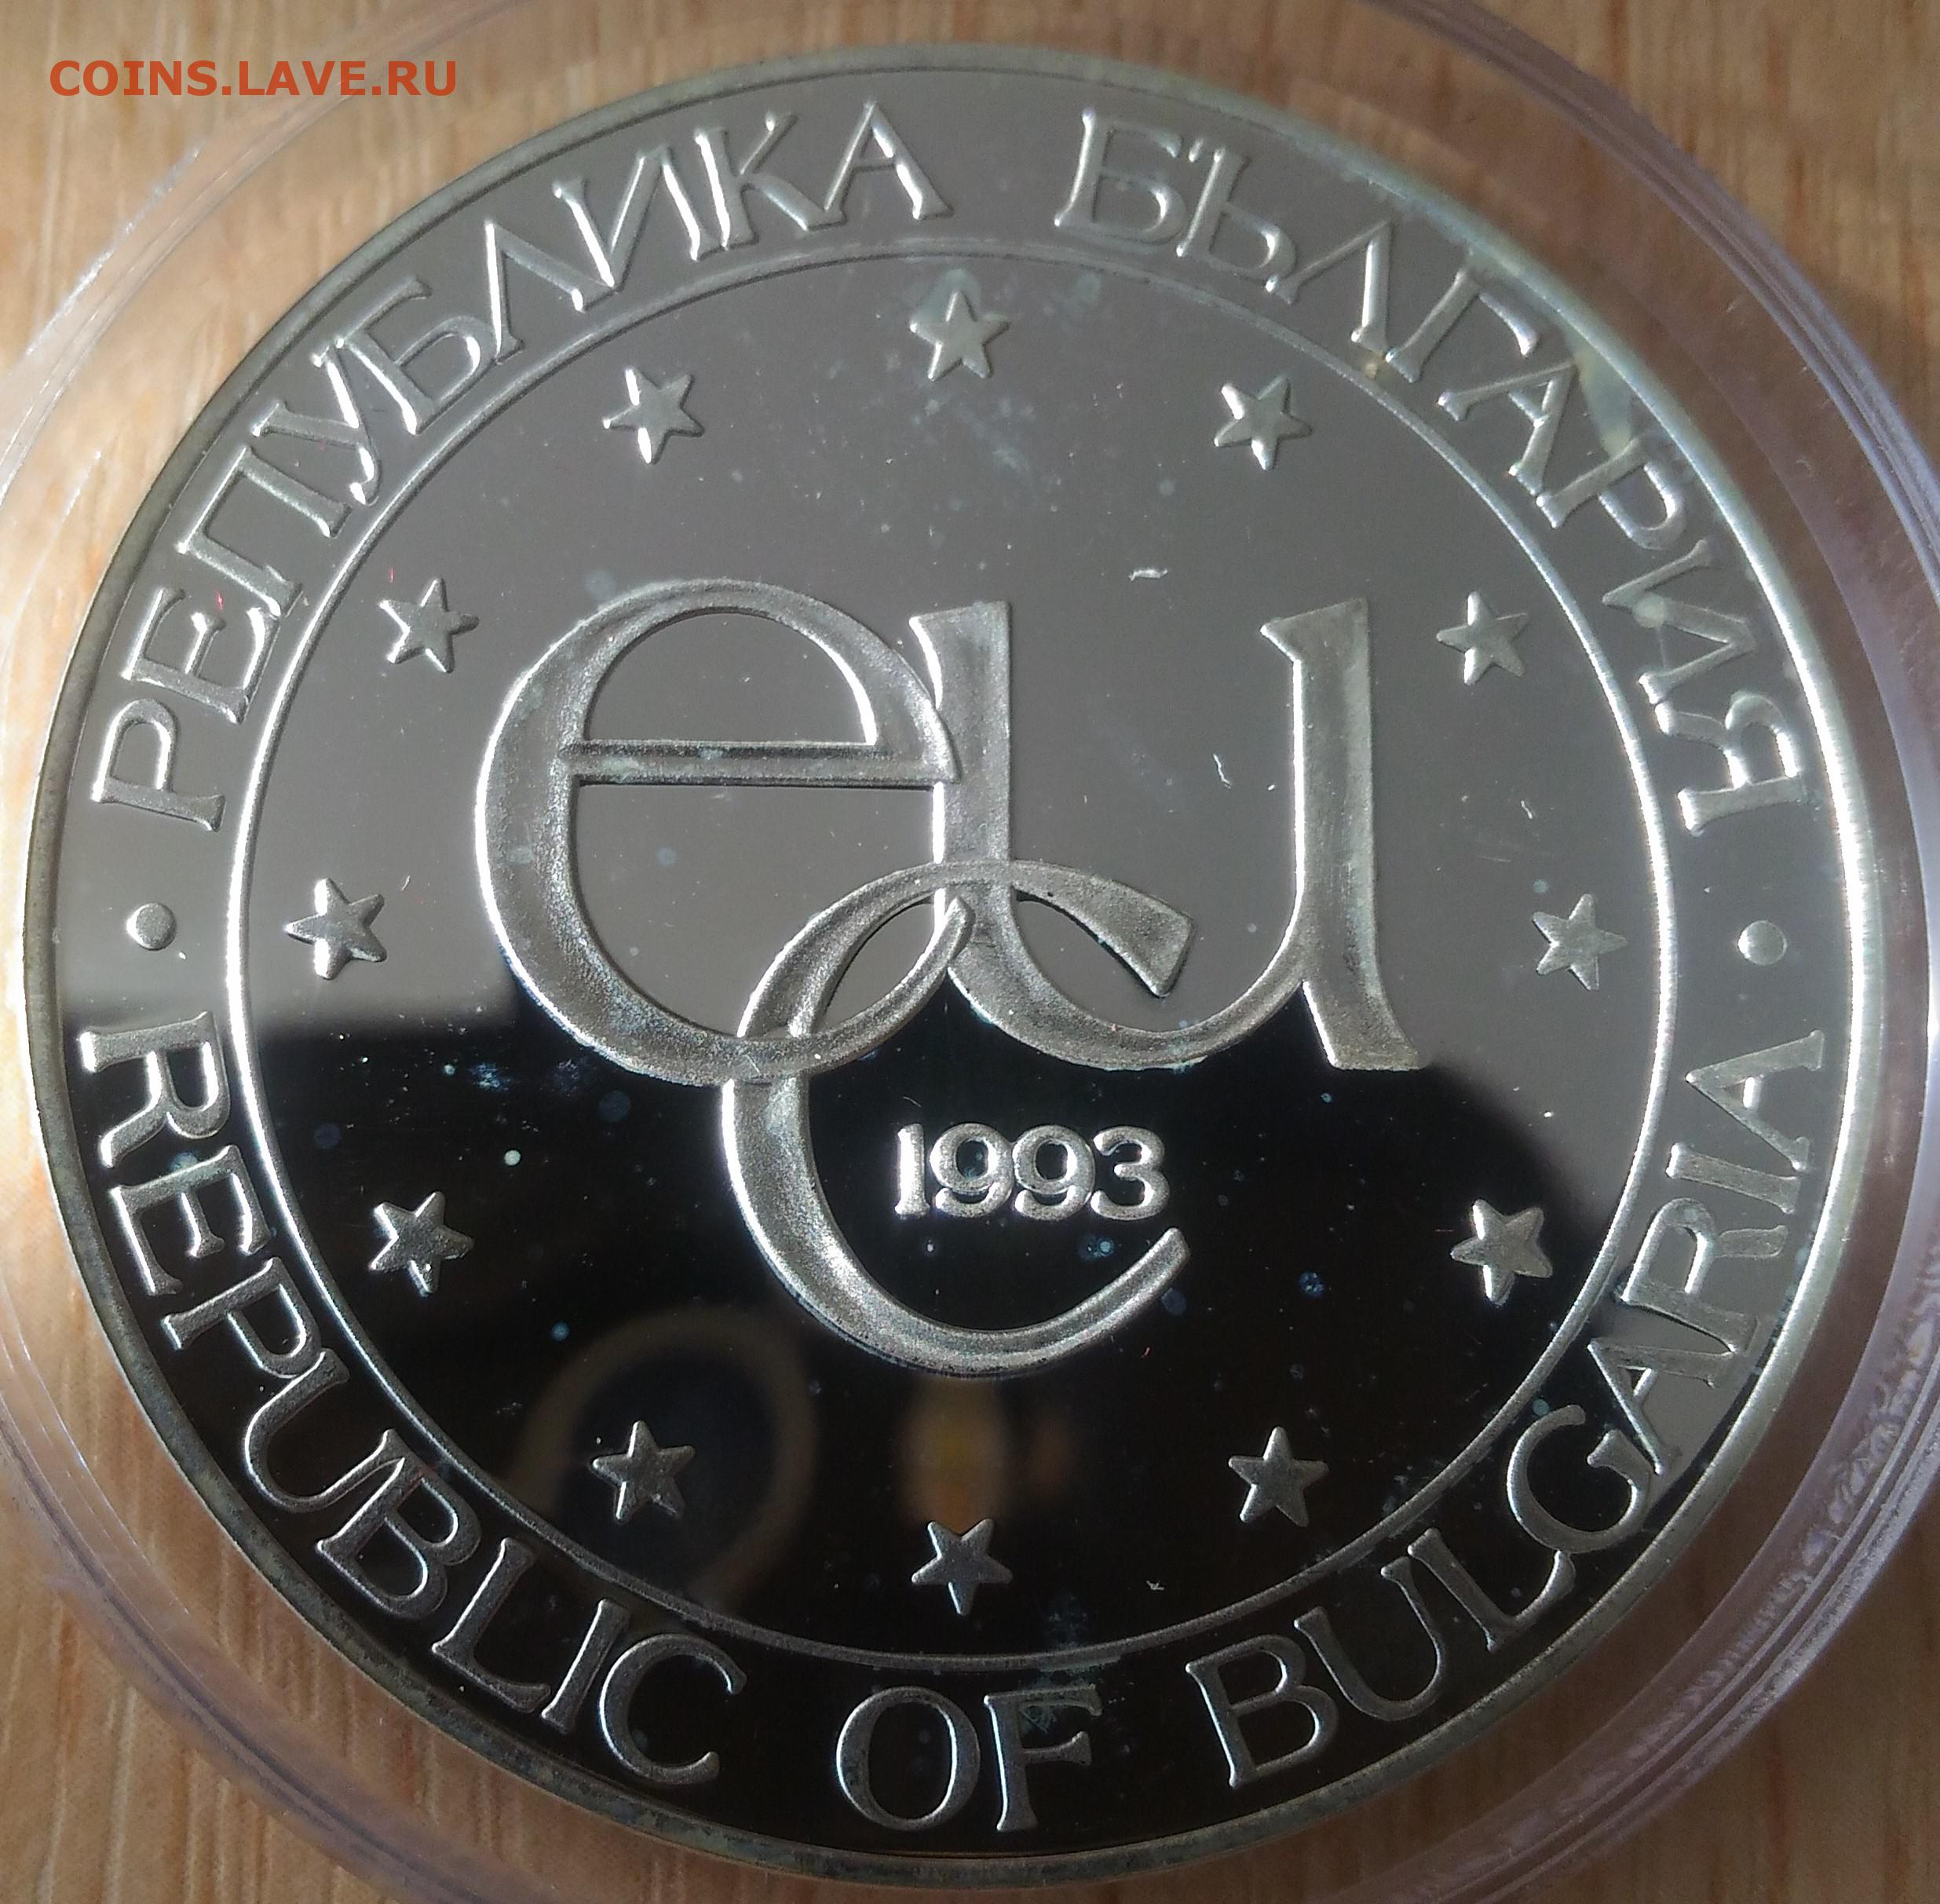 COINS.LAVE.RU
РЕПУБЛИКА БЪЛГАРИЯ
ecu
1993
REPUBLIC OF BULGARIA